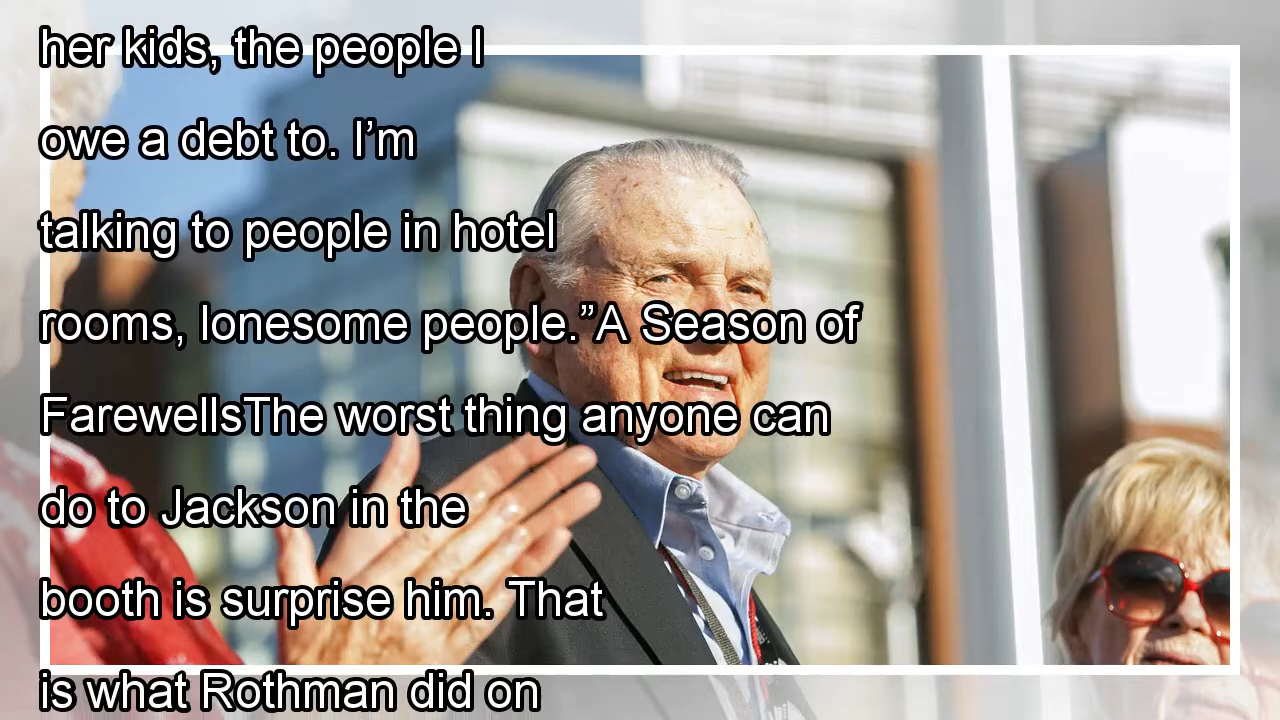 her kids, the people I
owe a debt to. I’m
talking to people in hotel
rooms, lonesome people.”A Season of
FarewellsThe worst thing anyone can
do to Jackson in the
booth is surprise him. That
is what Rothman did on